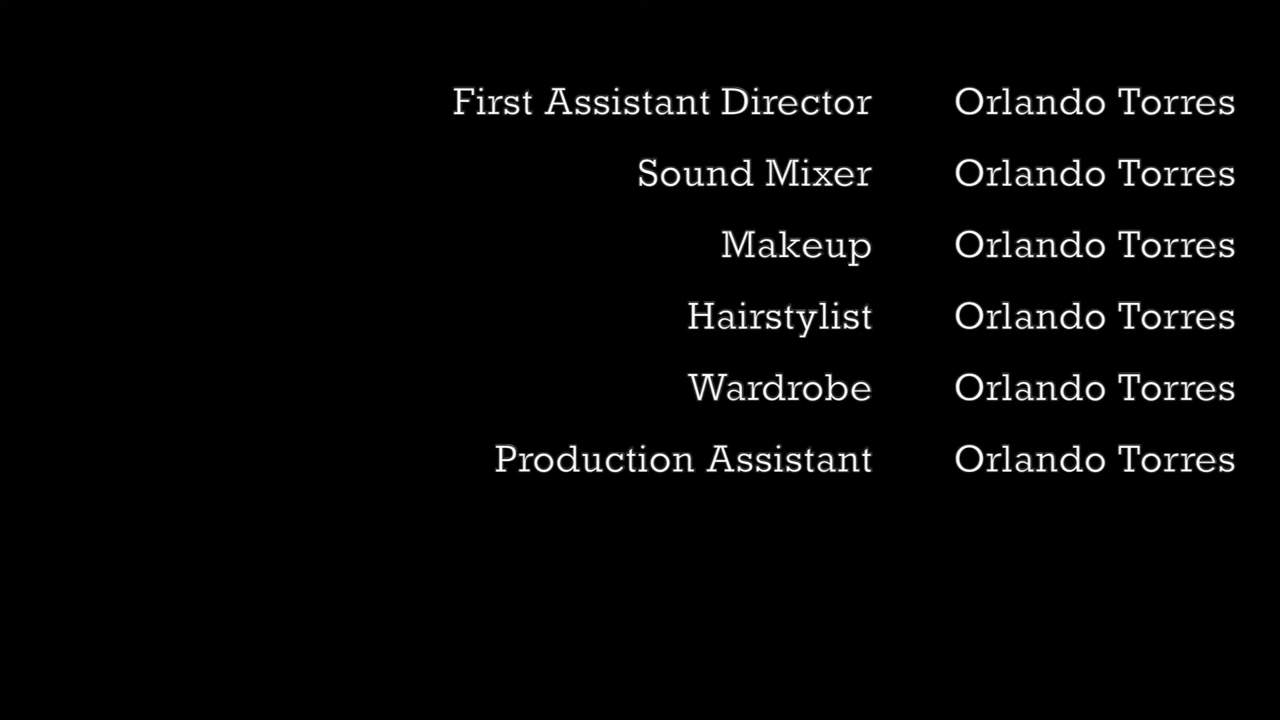 First Assistant Director Orlando Torres
Sound Mixer Orlando Torres
Makeup Orlando Torres
Hairstylist Orlando Torres
Wardrobe Orlando Torres
Production Assistant Orlando Torres